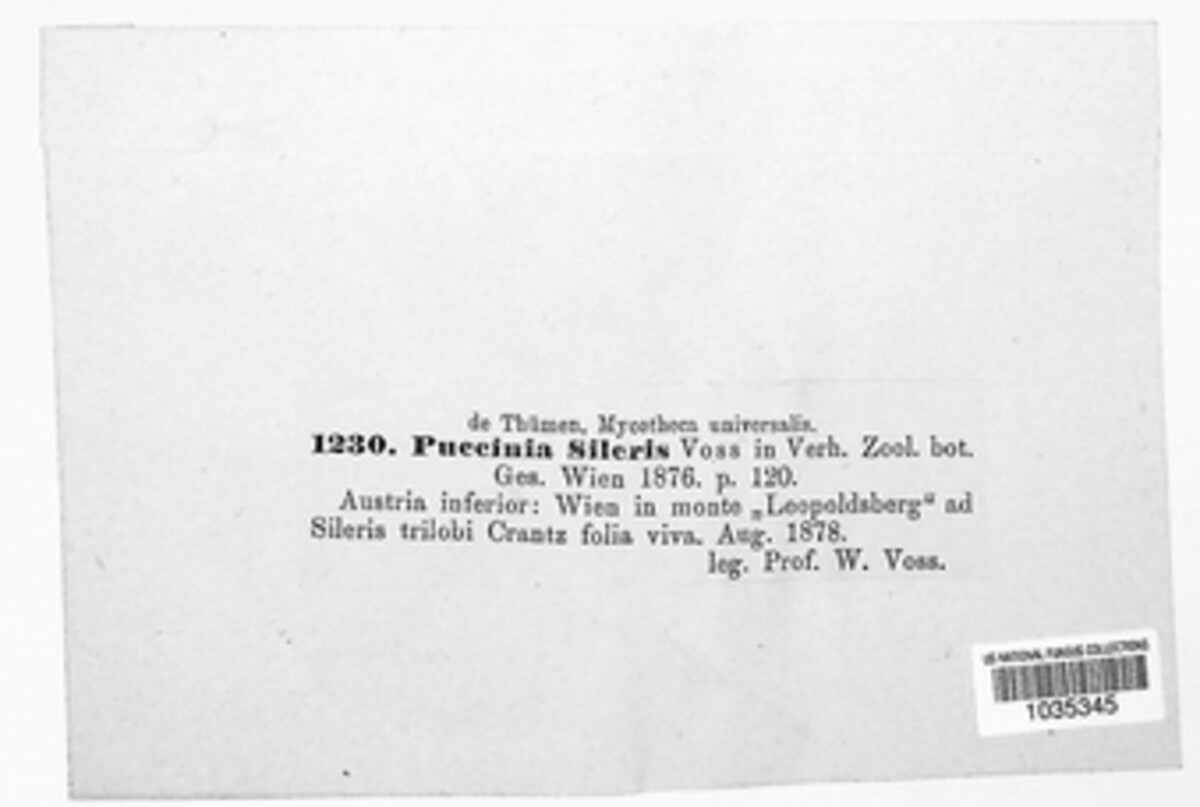 de Thümen, Mycotheca universalis.
1230. Puccinia Sileris Voss in Verh. Zool. bot.
Ges. Wien 1876. p. 120.
Austria inferior: Wien in monte „Leopoldsberg“ ad
Sileris trilobi Crantz folia viva. Aug. 1878.
leg. Prof. W. Voss.
US NATIONAL FUNGUS COLLECTIONS
1035345